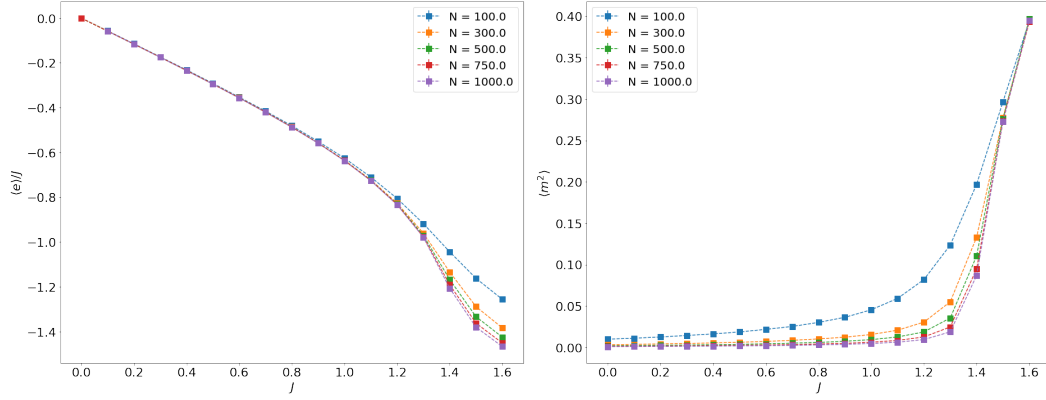 0.0
−0.2
−0.4
−0.6
−0.8
−1.0
−1.2
−1.4
⟨e⟩/J
0.0 0.2 0.4 0.6 0.8 1.0 1.2 1.4 1.6
J
N = 100.0
N = 300.0
N = 500.0
N = 750.0
N = 1000.0
0.40
0.35
0.30
0.25
0.20
0.15
0.10
0.05
0.00
⟨m²⟩
0.0 0.2 0.4 0.6 0.8 1.0 1.2 1.4 1.6
J
N = 100.0
N = 300.0
N = 500.0
N = 750.0
N = 1000.0